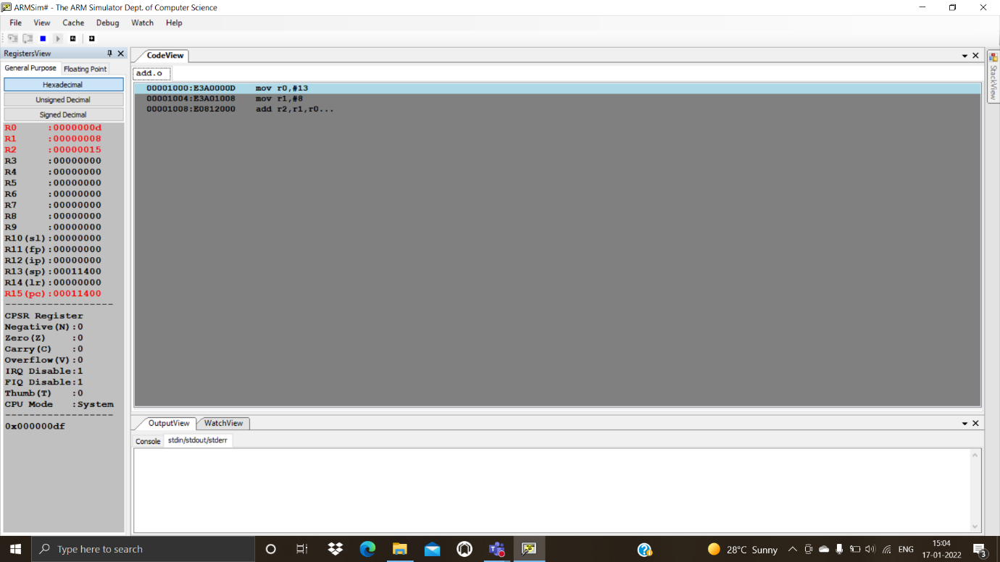 ARMSim# - The ARM Simulator Dept. of Computer Science
File View Cache Debug Watch Help
RegistersView
General Purpose Floating Point
Hexadecimal
Unsigned Decimal
Signed Decimal
R0 :0000000d
R1 :00000008
R2 :00000015
R3 :00000000
R4 :00000000
R5 :00000000
R6 :00000000
R7 :00000000
R8 :00000000
R9 :00000000
R10(sl):00000000
R11(fp):00000000
R12(ip):00000000
R13(sp):00011400
R14(lr):00000000
R15(pc):00011400
------------------
CPSR Register
Negative(N):0
Zero(Z) :0
Carry(C) :0
Overflow(V):0
IRQ Disable:1
FIQ Disable:1
Thumb(T) :0
CPU Mode :System
------------------
0x000000df
CodeView
add.o
00001000:E3A0000D mov r0,#13
00001004:E3A01008 mov r1,#8
00001008:E0812000 add r2,r1,r0...
StackView
OutputView WatchView
Console stdin/stdout/stderr
Type here to search
28°C Sunny
ENG
15:04
17-01-2022
3